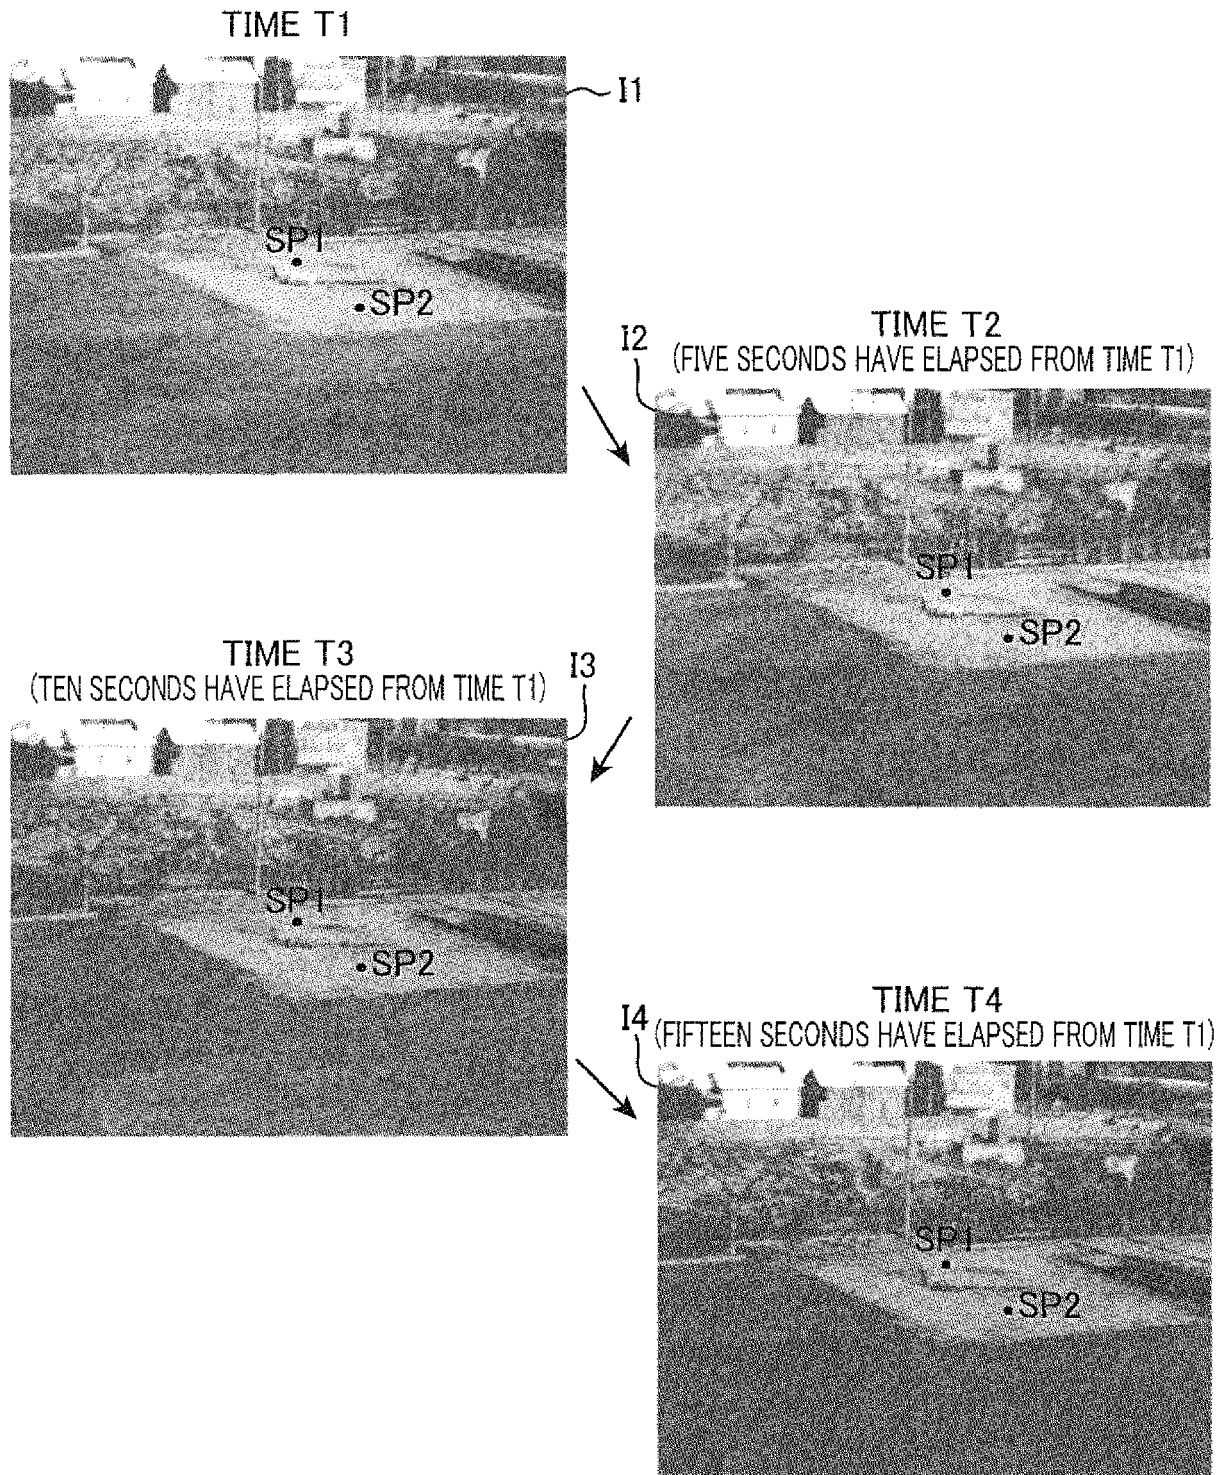 TIME T1
I1
SP1
SP2
TIME T2
I2
(FIVE SECONDS HAVE ELAPSED FROM TIME T1)
SP1
SP2
TIME T3
I3
(TEN SECONDS HAVE ELAPSED FROM TIME T1)
SP1
SP2
TIME T4
I4
(FIFTEEN SECONDS HAVE ELAPSED FROM TIME T1)
SP1
SP2